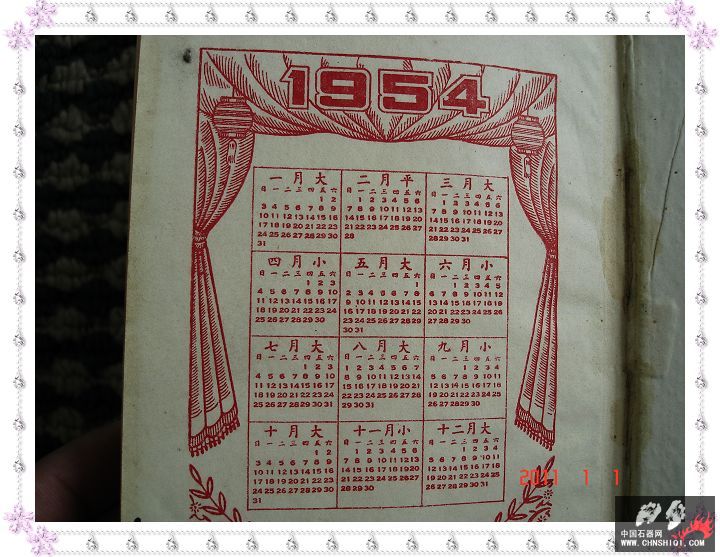 1954
一月大
日 一 二 三 四 五 六
1 2
3 4 5 6 7 8 9
10 11 12 13 14 15 16
17 18 19 20 21 22 23
24 25 26 27 28 29 30
31
二月平
日 一 二 三 四 五 六
1 2 3 4 5 6
7 8 9 10 11 12 13
14 15 16 17 18 19 20
21 22 23 24 25 26 27
28
三月大
日 一 二 三 四 五 六
1 2 3 4 5 6
7 8 9 10 11 12 13
14 15 16 17 18 19 20
21 22 23 24 25 26 27
28 29 30 31
四月小
日 一 二 三 四 五 六
1 2 3
4 5 6 7 8 9 10
11 12 13 14 15 16 17
18 19 20 21 22 23 24
25 26 27 28 29 30
五月大
日 一 二 三 四 五 六
1
2 3 4 5 6 7 8
9 10 11 12 13 14 15
16 17 18 19 20 21 22
23 24 25 26 27 28 29
30 31
六月小
日 一 二 三 四 五 六
1 2 3 4 5
6 7 8 9 10 11 12
13 14 15 16 17 18 19
20 21 22 23 24 25 26
27 28 29 30
七月大
日 一 二 三 四 五 六
1 2 3
4 5 6 7 8 9 10
11 12 13 14 15 16 17
18 19 20 21 22 23 24
25 26 27 28 29 30 31
八月大
日 一 二 三 四 五 六
1 2 3 4 5 6 7
8 9 10 11 12 13 14
15 16 17 18 19 20 21
22 23 24 25 26 27 28
29 30 31
九月小
日 一 二 三 四 五 六
1 2 3 4
5 6 7 8 9 10 11
12 13 14 15 16 17 18
19 20 21 22 23 24 25
26 27 28 29 30
十月大
日 一 二 三 四 五 六
1 2
3 4 5 6 7 8 9
10 11 12 13 14 15 16
17 18 19 20 21 22 23
24 25 26 27 28 29 30
31
十一月小
日 一 二 三 四 五 六
1 2 3 4 5 6
7 8 9 10 11 12 13
14 15 16 17 18 19 20
21 22 23 24 25 26 27
28 29 30
十二月大
日 一 二 三 四 五 六
1 2 3 4
5 6 7 8 9 10 11
12 13 14 15 16 17 18
19 20 21 22 23 24 25
26 27 28 29 30 31
2011 1 1
中国石器网
WWW.CHNSHIQI.COM